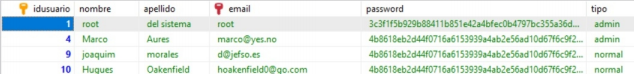 idusuario nombre apellido email password tipo
1 root del sistema root 3c3f1f5b929b88411b851e42a4bfec0b4797bc355a36d... admin
4 Marco Aures marco@yes.no 4b8618eb2d44f0716a6153939a4ab2e56ad10d67f6c9f2... admin
9 joaquim morales d@jefso.es 4b8618eb2d44f0716a6153939a4ab2e56ad10d67f6c9f2... normal
10 Hugues Oakenfield hoakenfield0@go.com 4b8618eb2d44f0716a6153939a4ab2e56ad10d67f6c9f2... normal